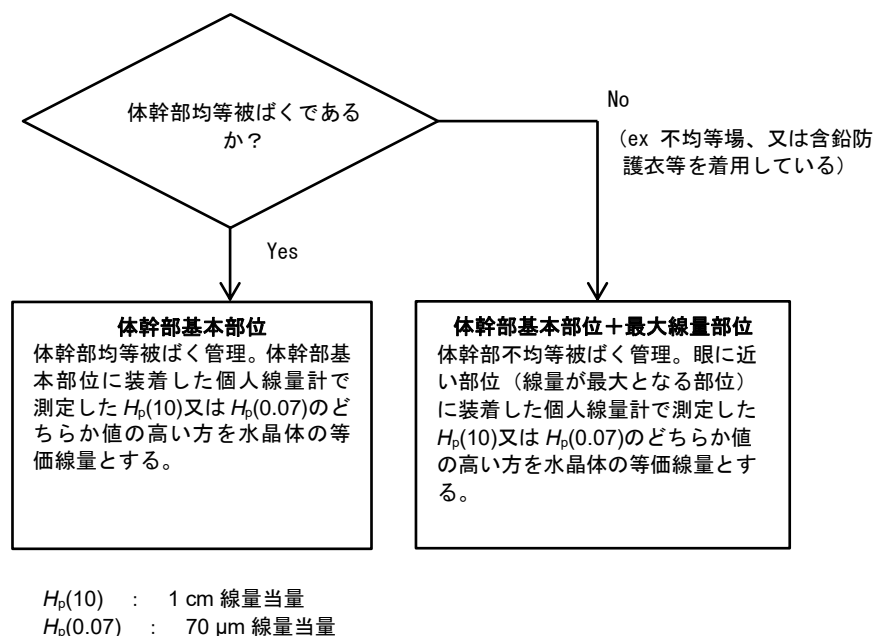 体幹部均等被ばくである
か？
No
（ex 不均等場、又は含鉛防
護衣等を着用している）
Yes
体幹部基本部位
体幹部均等被ばく管理。体幹部基
本部位に装着した個人線量計で
測定した Hp(10)又は Hp(0.07)のど
ちらか値の高い方を水晶体の等
価線量とする。
体幹部基本部位＋最大線量部位
体幹部不均等被ばく管理。眼に近
い部位（線量が最大となる部位）
に装着した個人線量計で測定した
Hp(10)又は Hp(0.07)のどちらか値
の高い方を水晶体の等価線量とす
る。
Hp(10) : 1 cm 線量当量
Hp(0.07) : 70 μm 線量当量